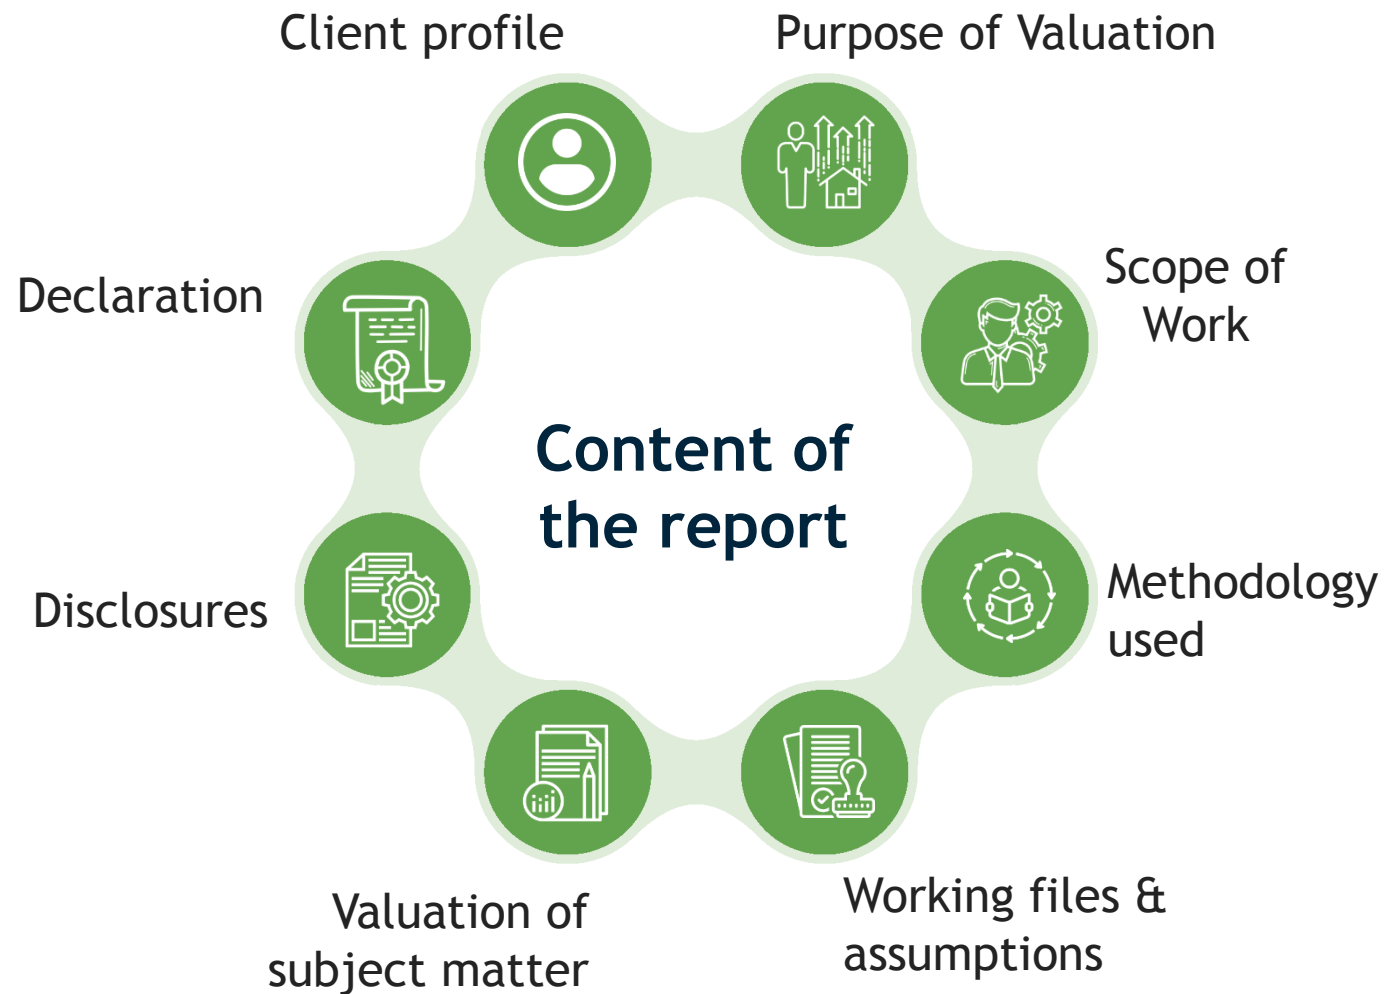 Client profile
Purpose of Valuation
Scope of
Work
Methodology
used
Working files &
assumptions
Valuation of
subject matter
Disclosures
Declaration
Content of
the report